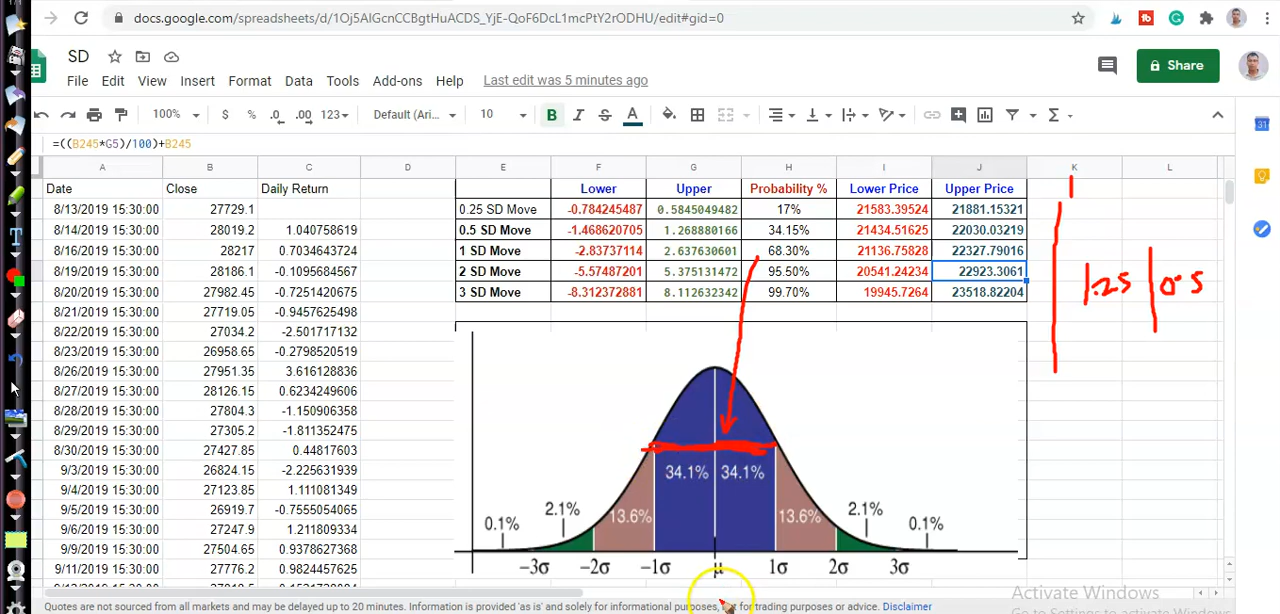 docs.google.com/spreadsheets/d/1Oj5AlGcnCCBgtHuACDS_YjE-QoF6DcL1mcPtY2rODHU/edit#gid=0
SD
File Edit View Insert Format Data Tools Add-ons Help Last edit was 5 minutes ago
Share
100% $ % .0 .00 123 Default (Ari... 10 B I S A
=((B245*G5)/100)+B245
A B C D E F G H I J K L
Date Close Daily Return Lower Upper Probability % Lower Price Upper Price
8/13/2019 15:30:00 27729.1 0.25 SD Move -0.784245487 0.5845049482 17% 21583.39524 21881.15321
8/14/2019 15:30:00 28019.2 1.040758619 0.5 SD Move -1.468620705 1.268880166 34.15% 21434.51625 22030.03219
8/16/2019 15:30:00 28217 0.7034643724 1 SD Move -2.83737114 2.637630601 68.30% 21136.75828 22327.79016
8/19/2019 15:30:00 28186.1 -0.1095684567 2 SD Move -5.57487201 5.375131472 95.50% 20541.24234 22923.3061
8/20/2019 15:30:00 27982.45 -0.7251420675 3 SD Move -8.312372881 8.112632342 99.70% 19945.7264 23518.82204
1.25 0.5
8/21/2019 15:30:00 27719.05 -0.9457625498
8/22/2019 15:30:00 27034.2 -2.501717132
8/23/2019 15:30:00 26958.65 -0.2798520519
8/26/2019 15:30:00 27951.35 3.616128836
8/27/2019 15:30:00 28126.15 0.6234249606
8/28/2019 15:30:00 27804.3 -1.150906358
8/29/2019 15:30:00 27305.2 -1.811352472
8/30/2019 15:30:00 27427.85 0.44817603
9/3/2019 15:30:00 26824.15 -2.225631939
9/4/2019 15:30:00 27123.85 1.111081349
9/5/2019 15:30:00 26919.7 -0.7555054065
9/6/2019 15:30:00 27247.9 1.211809334
9/9/2019 15:30:00 27504.65 0.9378627368
9/11/2019 15:30:00 27776.2 0.9824457625
34.1% 34.1%
13.6% 13.6%
2.1% 2.1%
0.1% 0.1%
−3σ −2σ −1σ μ 1σ 2σ 3σ
Activate Windows
Quotes are not sourced from all markets and may be delayed up to 20 minutes. Information is provided 'as is' and solely for informational purposes, not for trading purposes or advice. Disclaimer